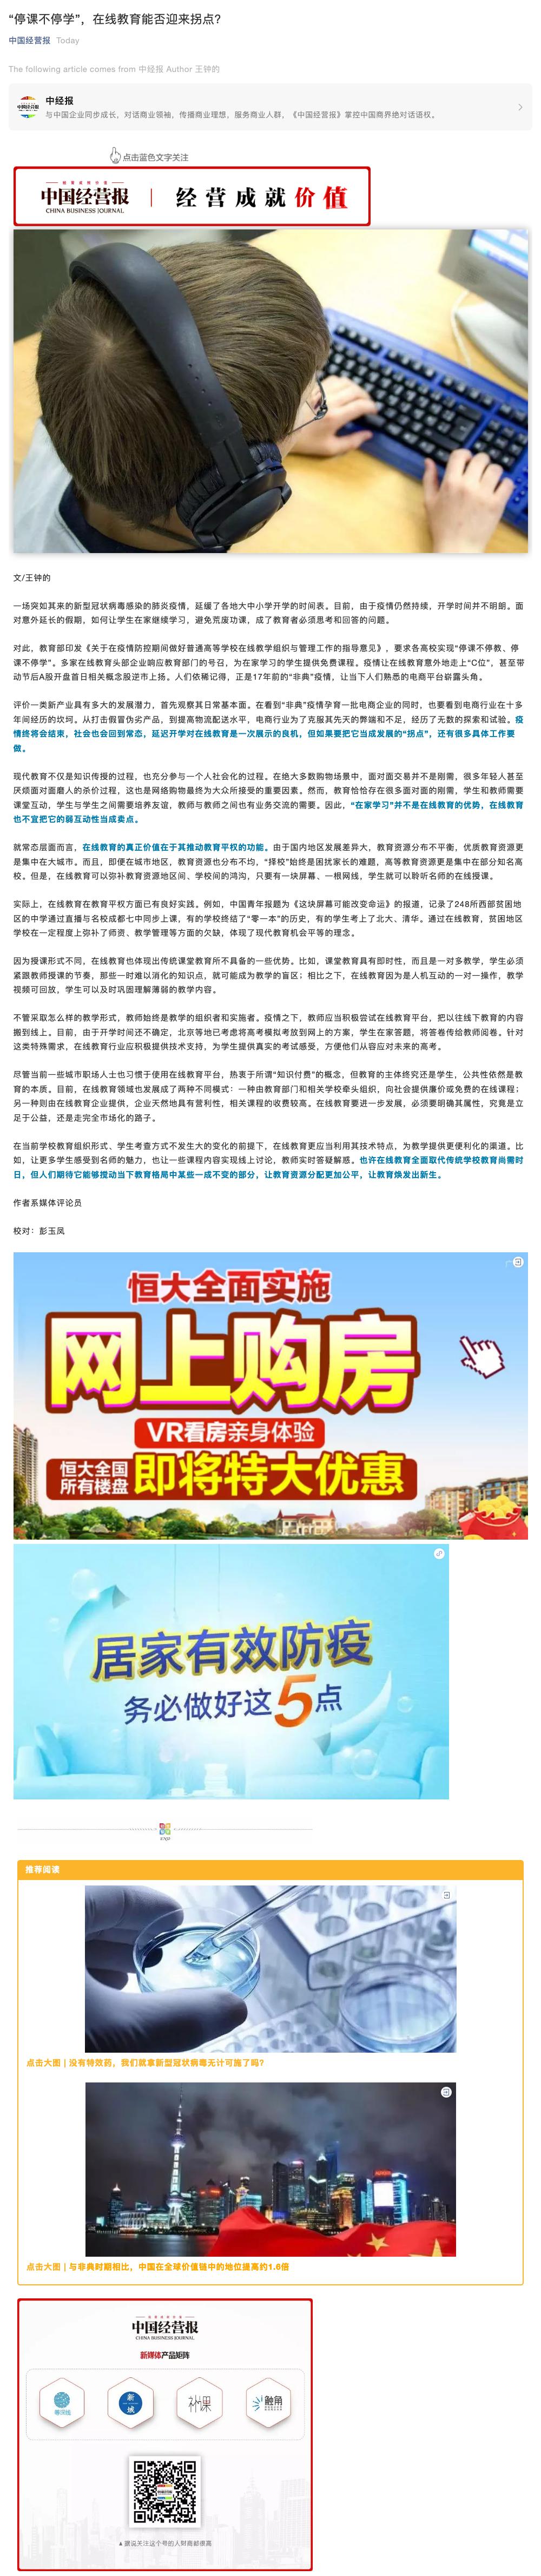 “停课不停学”，在线教育能否迎来拐点？
中国经营报 Today
The following article comes from 中经报 Author 王钟的
中经报
与中国企业同步成长，对话商业领袖，传播商业理想，服务商业人群，《中国经营报》掌控中国商界绝对话语权。
点击蓝色文字关注
中国经营报
CHINA BUSINESS JOURNAL
经营成就价值
文/王钟的
一场突如其来的新型冠状病毒感染的肺炎疫情，延缓了各地大中小学开学的时间表。目前，由于疫情仍然持续，开学时间并不明朗。面
对意外延长的假期，如何让学生在家继续学习，避免荒废功课，成了教育者必须思考和回答的问题。
对此，教育部印发《关于在疫情防控期间做好普通高等学校在线教学组织与管理工作的指导意见》，要求各高校实现“停课不停教、停
课不停学”。多家在线教育头部企业响应教育部门的号召，为在家学习的学生提供免费课程。疫情让在线教育意外地走上“C位”，甚至带
动节后A股开盘首日相关概念股逆市上扬。人们依稀记得，正是17年前的“非典”疫情，让当下人们熟悉的电商平台崭露头角。
评价一类新产业具有多大的发展潜力，首先观察其日常基本面。在看到“非典”疫情孕育一批电商企业的同时，也要看到电商行业在十多
年间经历的坎坷。从打击假冒伪劣产品，到提高物流配送水平，电商行业为了克服其先天的弊端和不足，经历了无数的探索和试验。疫
情终将会结束，社会也会回到常态，延迟开学对在线教育是一次展示的良机，但如果要把它当成发展的“拐点”，还有很多具体工作要
做。
现代教育不仅是知识传授的过程，也充分参与一个人社会化的过程。在绝大多数购物场景中，面对面交易并不是刚需，很多年轻人甚至
厌烦面对面磨人的杀价过程，这也是网络购物最终为大众所接受的重要因素。然而，教育恰恰存在很多面对面的刚需，学生和教师需要
课堂互动，学生与学生之间需要培养友谊，教师与教师之间也有业务交流的需要。因此，“在家学习”并不是在线教育的优势，在线教育
也不宜把它的弱互动性当成卖点。
就常态层面而言，在线教育的真正价值在于其推动教育平权的功能。由于国内地区发展差异大，教育资源分布不平衡，优质教育资源更
是集中在大城市。而且，即便在城市地区，教育资源也分布不均，“择校”始终是困扰家长的难题，高等教育资源更是集中在部分知名高
校。但是，在线教育可以弥补教育资源地区间、学校间的鸿沟，只要有一块屏幕、一根网线，学生就可以聆听名师的在线授课。
实际上，在线教育在教育平权方面已有良好实践。例如，中国青年报题为《这块屏幕可能改变命运》的报道，记录了248所西部贫困地
区的中学通过直播与名校成都七中同步上课，有的学校终结了“零一本”的历史，有的学生考上了北大、清华。通过在线教育，贫困地区
学校在一定程度上弥补了师资、教学管理等方面的欠缺，体现了现代教育机会平等的理念。
因为授课形式不同，在线教育也体现出传统课堂教育所不具备的一些优势。比如，课堂教育具有即时性，而且是一对多教学，学生必须
紧跟教师授课的节奏，那些一时难以消化的知识点，就可能成为教学的盲区；相比之下，在线教育因为是人机互动的一对一操作，教学
视频可回放，学生可以及时巩固理解薄弱的教学内容。
不管采取怎么样的教学形式，教师始终是教学的组织者和实施者。疫情之下，教师应当积极尝试在线教育平台，把以往线下教育的内容
搬到线上。目前，由于开学时间还不确定，北京等地已考虑将高考模拟考放到网上的方案，学生在家答题，将答卷传给教师阅卷。针对
这类特殊需求，在线教育行业应积极提供技术支持，为学生提供真实的考试感受，方便他们从容应对未来的高考。
尽管当前一些城市职场人士也习惯于使用在线教育平台，热衷于所谓“知识付费”的概念，但教育的主体终究还是学生，公共性依然是教
育的本质。目前，在线教育领域也发展成了两种不同模式：一种由教育部门和相关学校牵头组织，向社会提供廉价或免费的在线课程；
另一种则由在线教育企业提供，企业天然地具有营利性，相关课程的收费较高。在线教育要进一步发展，必须要明确其属性，究竟是立
足于公益，还是走完全市场化的路子。
在当前学校教育组织形式、学生考查方式不发生大的变化的前提下，在线教育更应当利用其技术特点，为教学提供更便利化的渠道。比
如，让更多学生感受到名师的魅力，也让一些课程内容实现线上讨论，教师实时答疑解惑。也许在线教育全面取代传统学校教育尚需时
日，但人们期待它能够搅动当下教育格局中某些一成不变的部分，让教育资源分配更加公平，让教育焕发出新生。
作者系媒体评论员
校对：彭玉凤
恒大全面实施
网上购房
VR看房亲身体验
恒大全国
所有楼盘
即将特大优惠
居家有效防疫
务必做好这5点
推荐阅读
点击大图 | 没有特效药，我们就拿新型冠状病毒无计可施了吗？
点击大图 | 与非典时期相比，中国在全球价值链中的地位提高约1.6倍
中国经营报
CHINA BUSINESS JOURNAL
新媒体产品矩阵
等深线
新域
补课
触角
▲据说关注这个号的人财商都很高